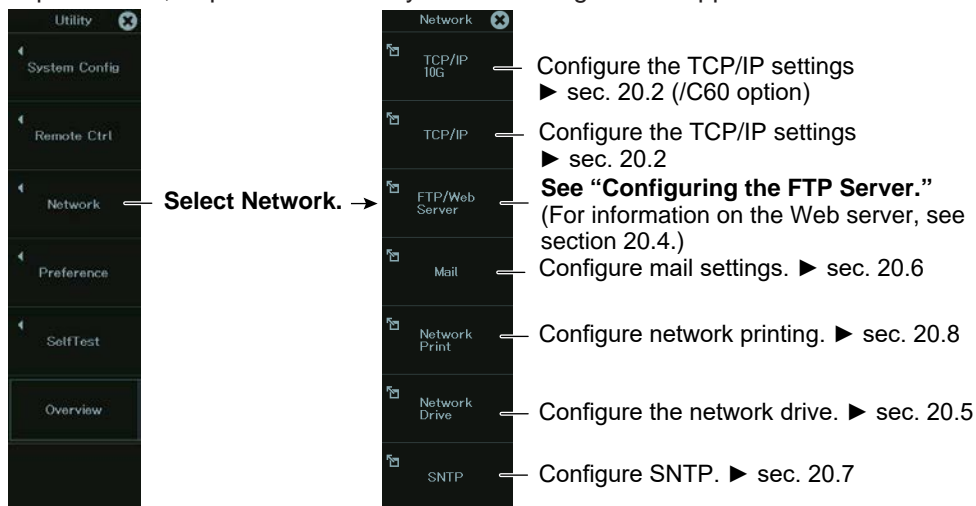 Utility
System Config
Remote Ctrl
Network
Preference
SelfTest
Overview
Select Network.
Network
TCP/IP
10G
Configure the TCP/IP settings
► sec. 20.2 (/C60 option)
TCP/IP
Configure the TCP/IP settings
► sec. 20.2
FTP/Web
Server
See “Configuring the FTP Server.”
(For information on the Web server, see
section 20.4.)
Mail
Configure mail settings. ► sec. 20.6
Network
Print
Configure network printing. ► sec. 20.8
Network
Drive
Configure the network drive. ► sec. 20.5
SNTP
Configure SNTP. ► sec. 20.7